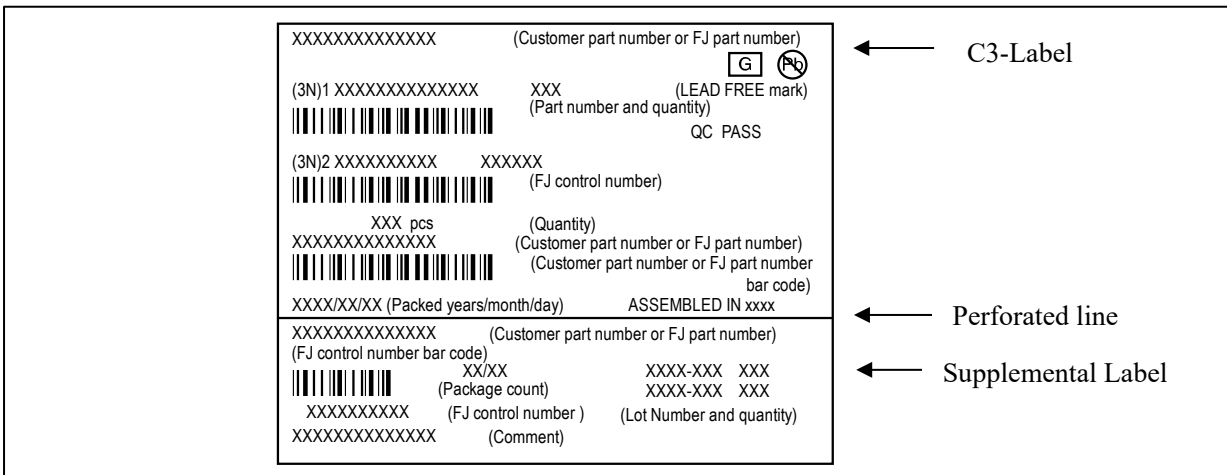 XXXXXXXXXXXXXX (Customer part number or FJ part number)
C3-Label
G Pb
(3N)1 XXXXXXXXXXXXXX XXX (LEAD FREE mark)
(Part number and quantity)
QC PASS
(3N)2 XXXXXXXXXX XXXXXX
(FJ control number)
XXX pcs (Quantity)
XXXXXXXXXXXXXX (Customer part number or FJ part number)
(Customer part number or FJ part number
bar code)
XXXX/XX/XX (Packed years/month/day) ASSEMBLED IN xxxx
Perforated line
XXXXXXXXXXXXXX (Customer part number or FJ part number)
(FJ control number bar code)
XX/XX XXXX-XXX XXX
Supplemental Label
(Package count) XXXX-XXX XXX
XXXXXXXXXX (FJ control number ) (Lot Number and quantity)
XXXXXXXXXXXXXX (Comment)